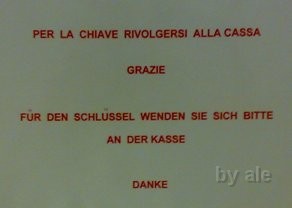 PER LA CHIAVE RIVOLGERSI ALLA CASSA
GRAZIE
FÜR DEN SCHLÜSSEL WENDEN SIE SICH BITTE
AN DER KASSE
DANKE
by ale